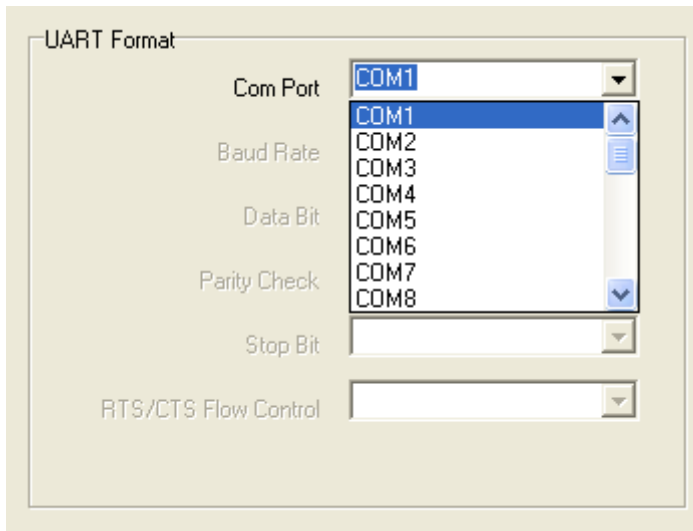 UART Format
Com Port COM1
COM1
COM2
Baud Rate
COM3
COM4
Data Bit
COM5
COM6
Parity Check
COM7
COM8
Stop Bit
RTS/CTS Flow Control